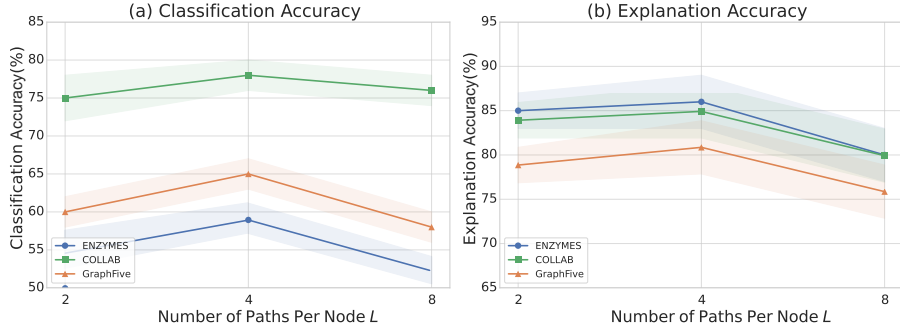 (a) Classification Accuracy
Classification Accuracy(%)
85
80
75
70
65
60
55
50
ENZYMES
COLLAB
GraphFive
2
4
8
Number of Paths Per Node L
(b) Explanation Accuracy
Explanation Accuracy(%)
95
90
85
80
75
70
65
ENZYMES
COLLAB
GraphFive
2
4
8
Number of Paths Per Node L